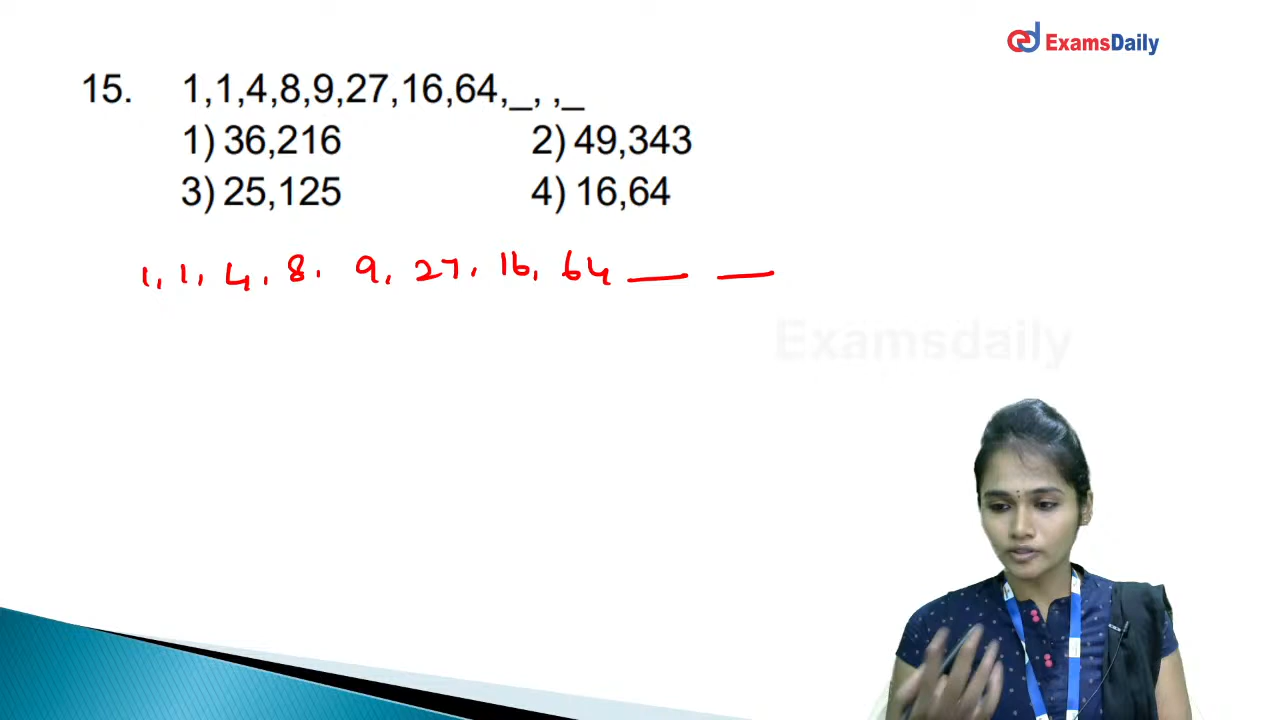 ExamsDaily
15. 1,1,4,8,9,27,16,64,_, ,_
1) 36,216 2) 49,343
3) 25,125 4) 16,64
1, 1, 4, 8, 9, 27, 16, 64 __ __
Examsdaily